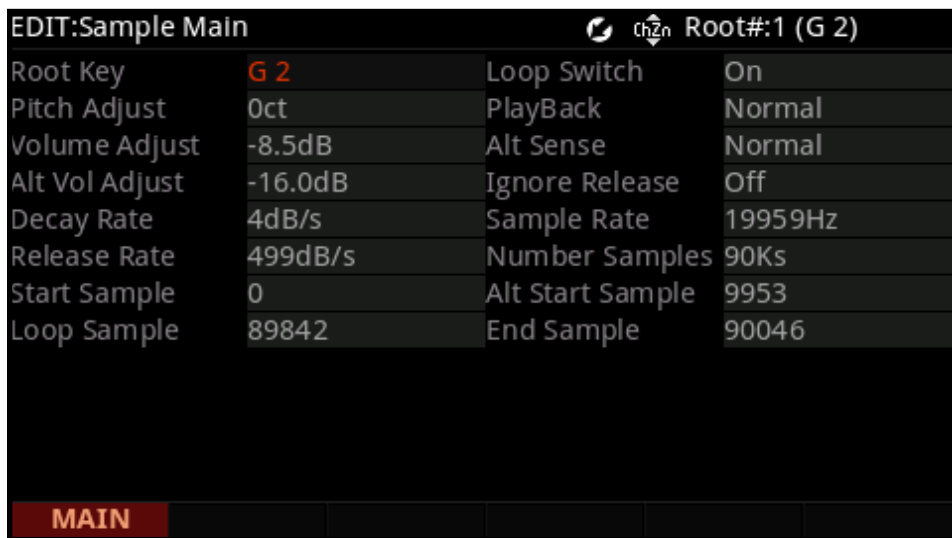 EDIT:Sample Main Ch2n Root#:1 (G 2)
Root Key G 2 Loop Switch On
Pitch Adjust 0ct PlayBack Normal
Volume Adjust -8.5dB Alt Sense Normal
Alt Vol Adjust -16.0dB Ignore Release Off
Decay Rate 4dB/s Sample Rate 19959Hz
Release Rate 499dB/s Number Samples 90Ks
Start Sample 0 Alt Start Sample 9953
Loop Sample 89842 End Sample 90046
MAIN